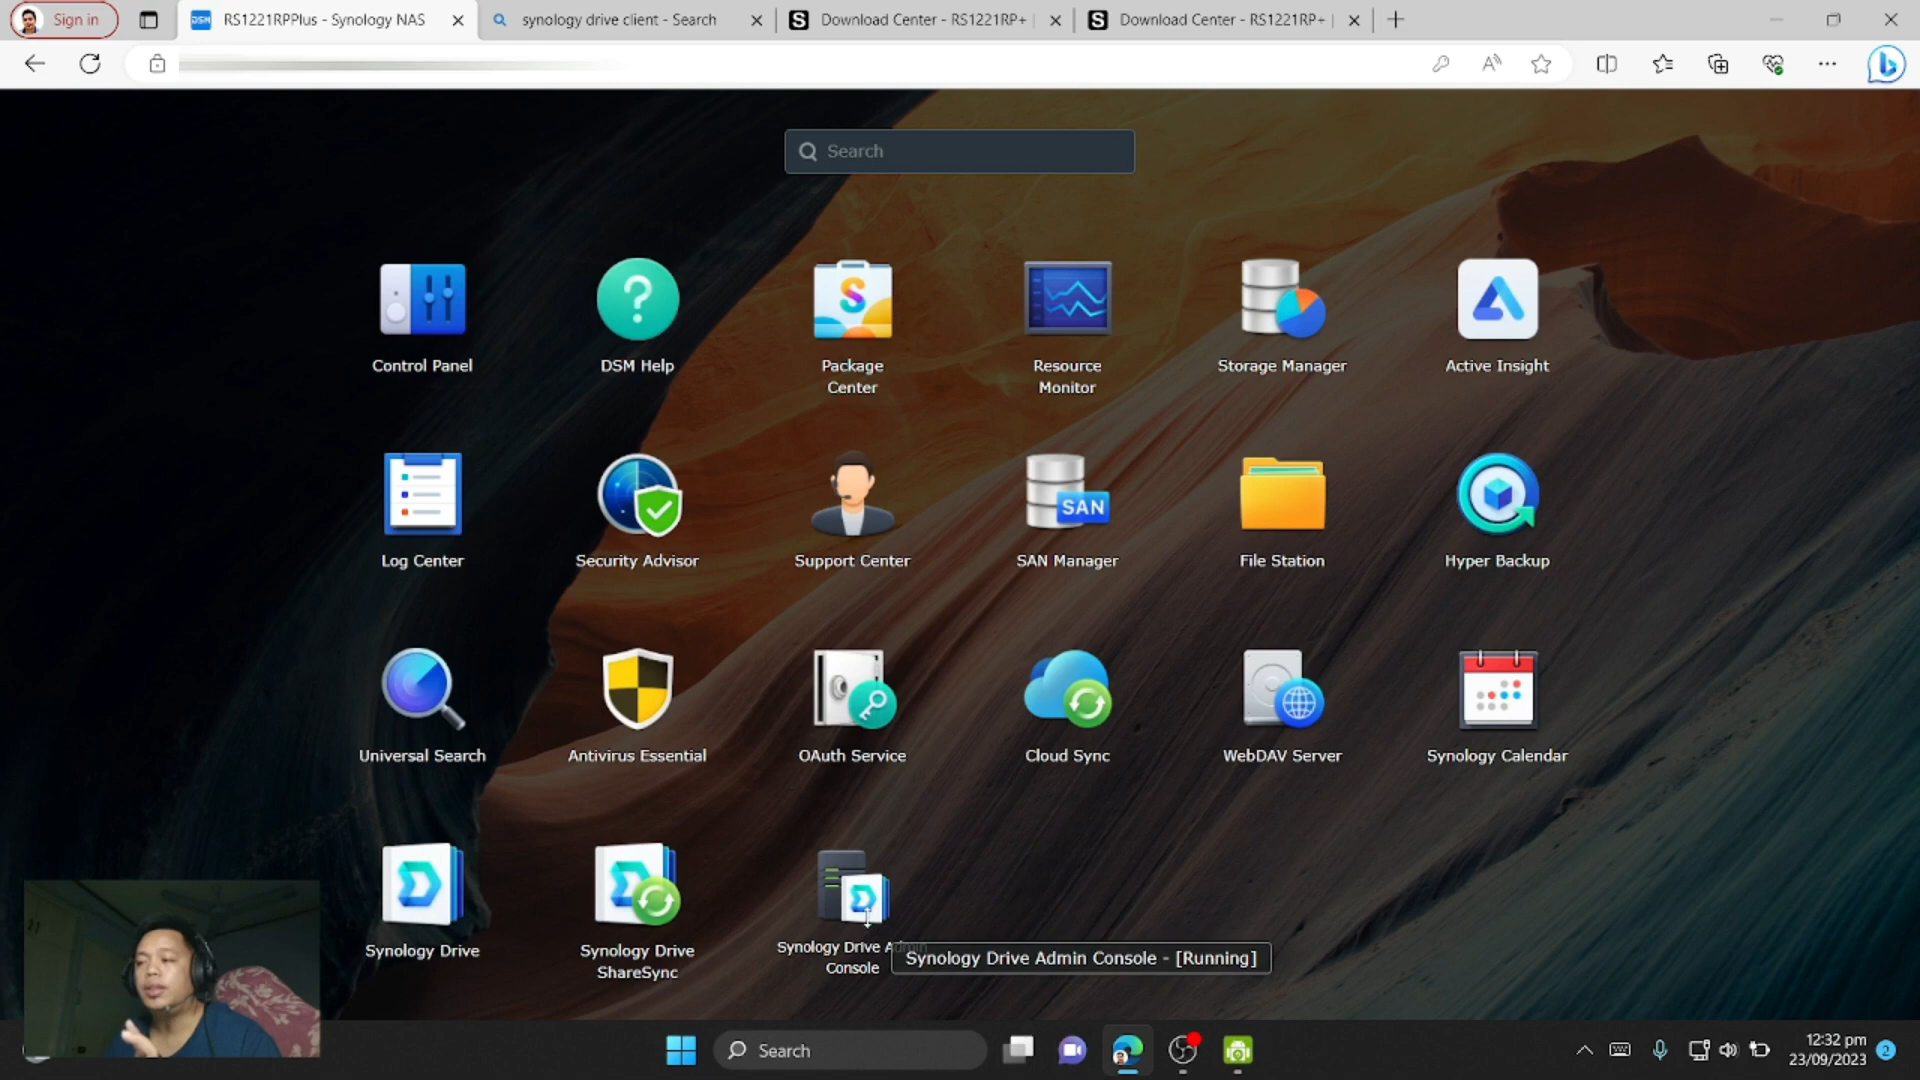 Sign in
RS1221RPPlus - Synology NAS
synology drive client - Search
Download Center - RS1221RP+
Download Center - RS1221RP+
Search
Control Panel
DSM Help
Package
Center
Resource
Monitor
Storage Manager
Active Insight
Log Center
Security Advisor
Support Center
SAN
SAN Manager
File Station
Hyper Backup
Universal Search
Antivirus Essential
OAuth Service
Cloud Sync
WebDAV Server
Synology Calendar
Synology Drive
Synology Drive
ShareSync
Synology Drive Admin
Console
Synology Drive Admin Console - [Running]
Search
12:32 pm
23/09/2023
2